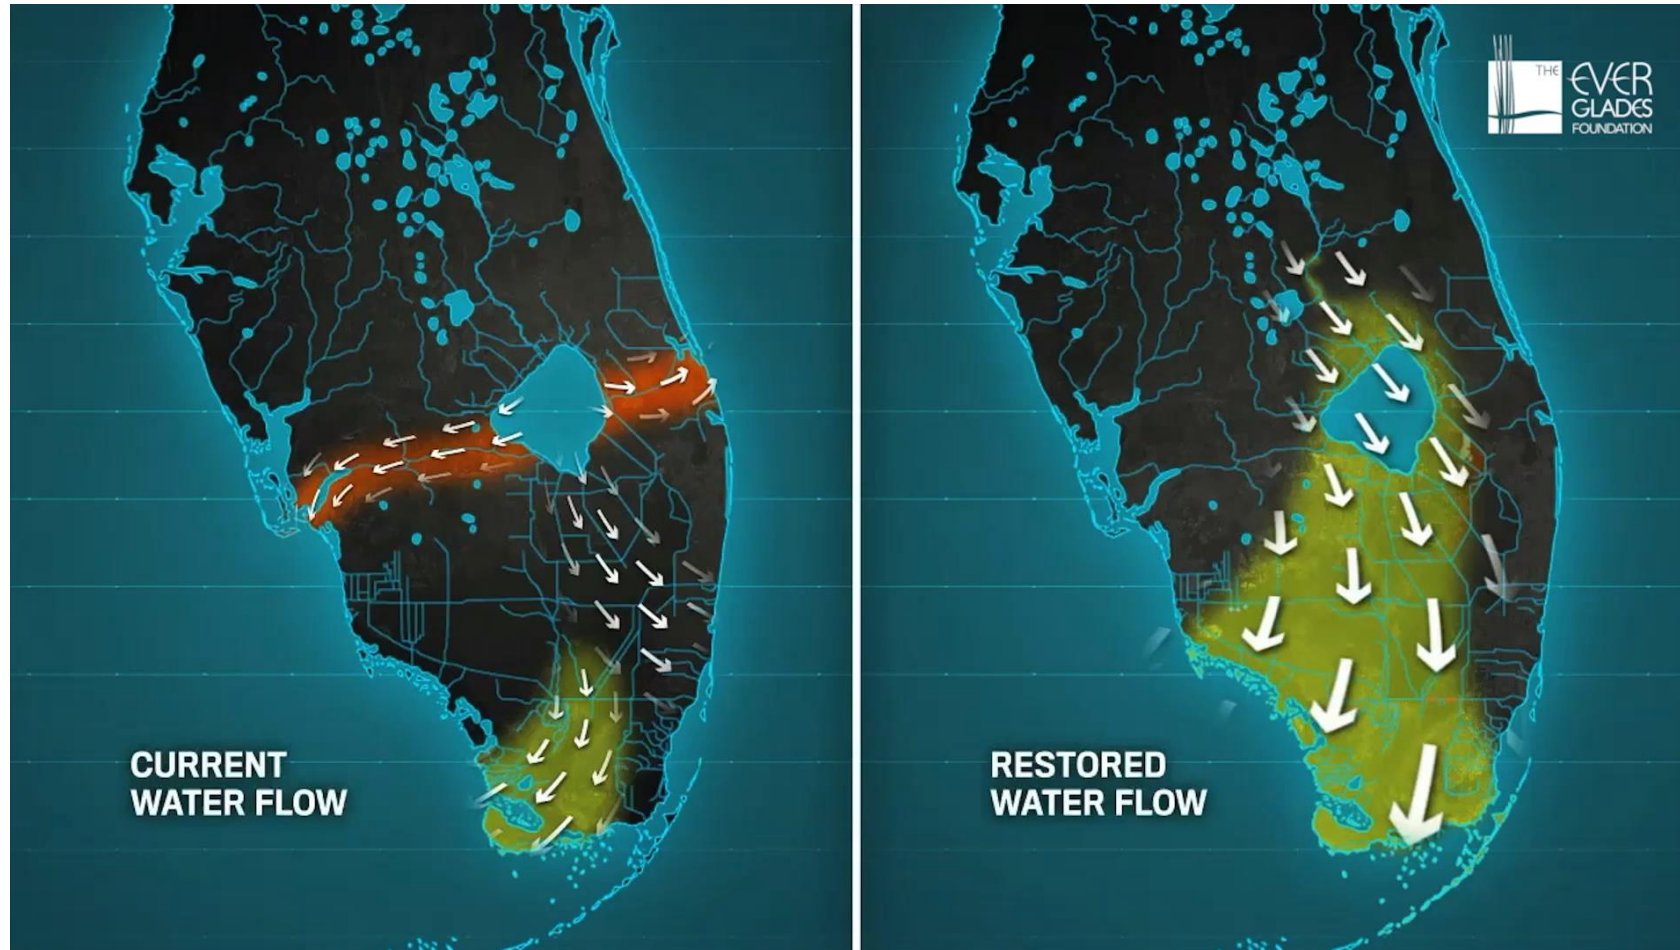 THE
EVER
GLADES
FOUNDATION
CURRENT
WATER FLOW
RESTORED
WATER FLOW